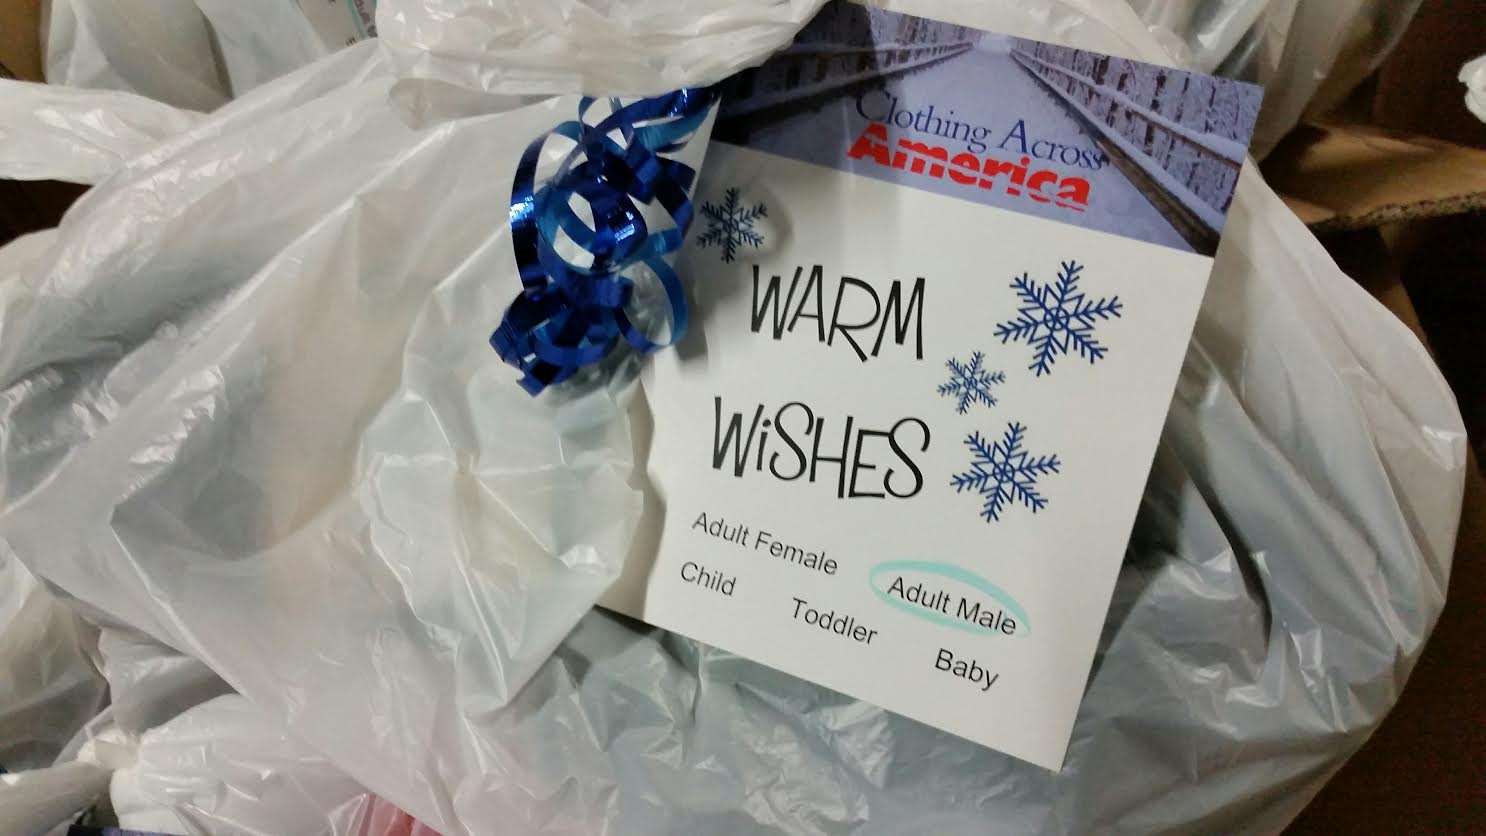 Clothing Across
America
WARM
WiSHES
Adult Female
Adult Male
Child
Toddler
Baby